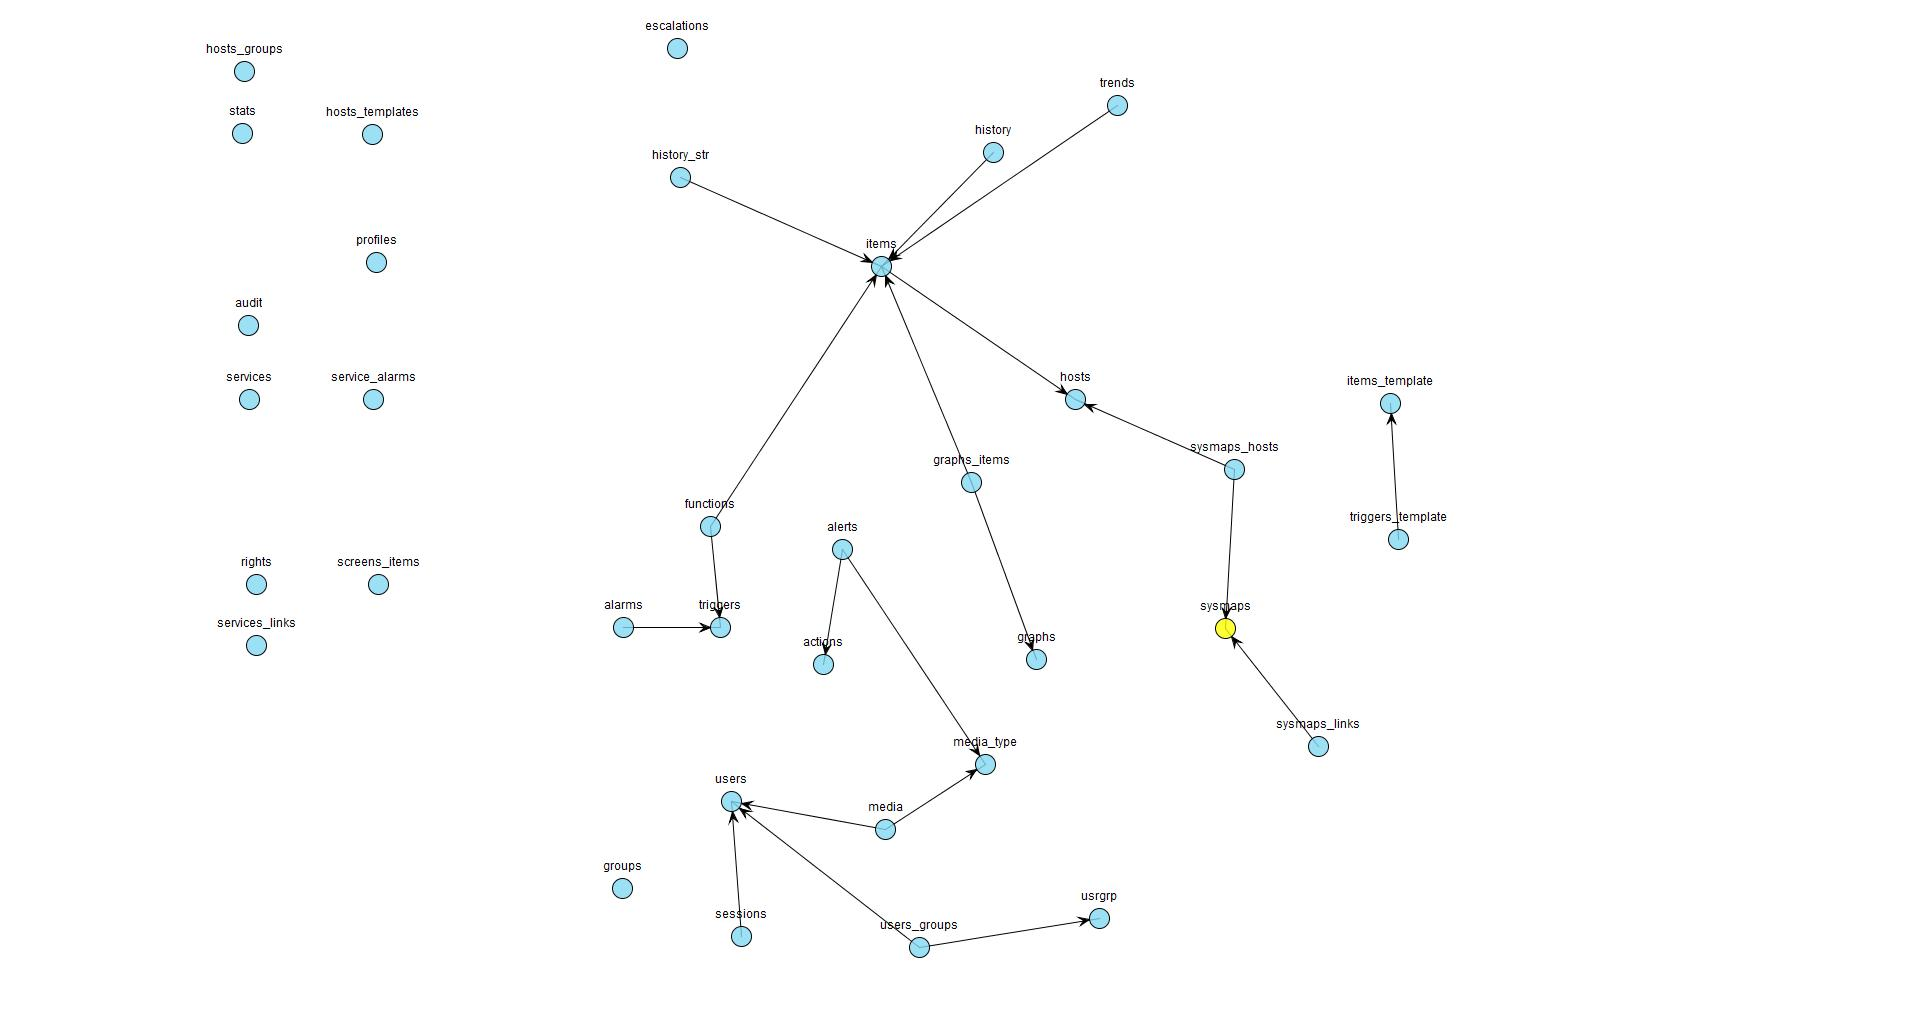 escalations
hosts_groups
trends
stats
hosts_templates
history
history_str
profiles
items
audit
services
service_alarms
hosts
items_template
sysmaps_hosts
graphs_items
functions
triggers_template
alerts
rights
screens_items
alarms
triggers
sysmaps
services_links
actions
graphs
sysmaps_links
media_type
users
media
groups
usrgrp
sessions
users_groups